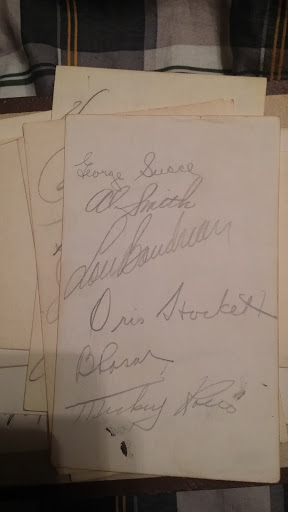 George Susce
Al Smith
Lou Boudreau
Oris Hockett
Mickey Rocco